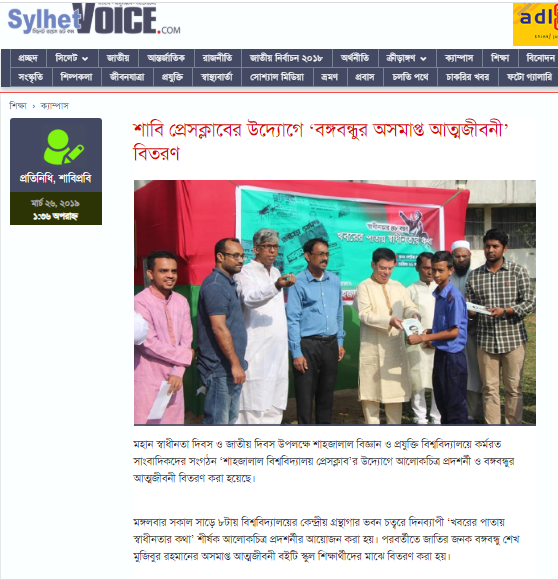 SylhetVOICE.COM
adl
প্রচ্ছদ সিলেট জাতীয় আন্তর্জাতিক রাজনীতি জাতীয় নির্বাচন ২০১৮ অর্থনীতি ক্রীড়াঙ্গণ ক্যাম্পাস শিক্ষা বিনোদন
সংস্কৃতি শিল্পকলা জীবনযাত্রা প্রযুক্তি স্বাস্থ্যবার্তা সোশ্যাল মিডিয়া ভ্রমণ প্রবাস চলতি পথে চাকরির খবর ফটো গ্যালারি
শিক্ষা › ক্যাম্পাস
প্রতিনিধি, শাবিপ্রবি
মার্চ ২৬, ২০১৯
১:৩৬ অপরাহ্ন
শাবি প্রেসক্লাবের উদ্যোগে ‘বঙ্গবন্ধুর অসমাপ্ত আত্মজীবনী’
বিতরণ
স্বাধীনতার ৪৮ বছর
খবরের পাতায় স্বাধীনতার কথা
মহান স্বাধীনতা দিবস ও জাতীয় দিবস উপলক্ষে শাহজালাল বিজ্ঞান ও প্রযুক্তি বিশ্ববিদ্যালয়ে কর্মরত
সাংবাদিকদের সংগঠন ‘শাহজালাল বিশ্ববিদ্যালয় প্রেসক্লাব’র উদ্যোগে আলোকচিত্র প্রদর্শনী ও বঙ্গবন্ধুর
আত্মজীবনী বিতরণ করা হয়েছে।
মঙ্গলবার সকাল সাড়ে ৮টায় বিশ্ববিদ্যালয়ের কেন্দ্রীয় গ্রন্থাগার ভবন চত্বরে দিনব্যাপী ‘খবরের পাতায়
স্বাধীনতার কথা’ শীর্ষক আলোকচিত্র প্রদর্শনীর আয়োজন করা হয়। পরবর্তীতে জাতির জনক বঙ্গবন্ধু শেখ
মুজিবুর রহমানের অসমাপ্ত আত্মজীবনী বইটি স্কুল শিক্ষার্থীদের মাঝে বিতরণ করা হয়।